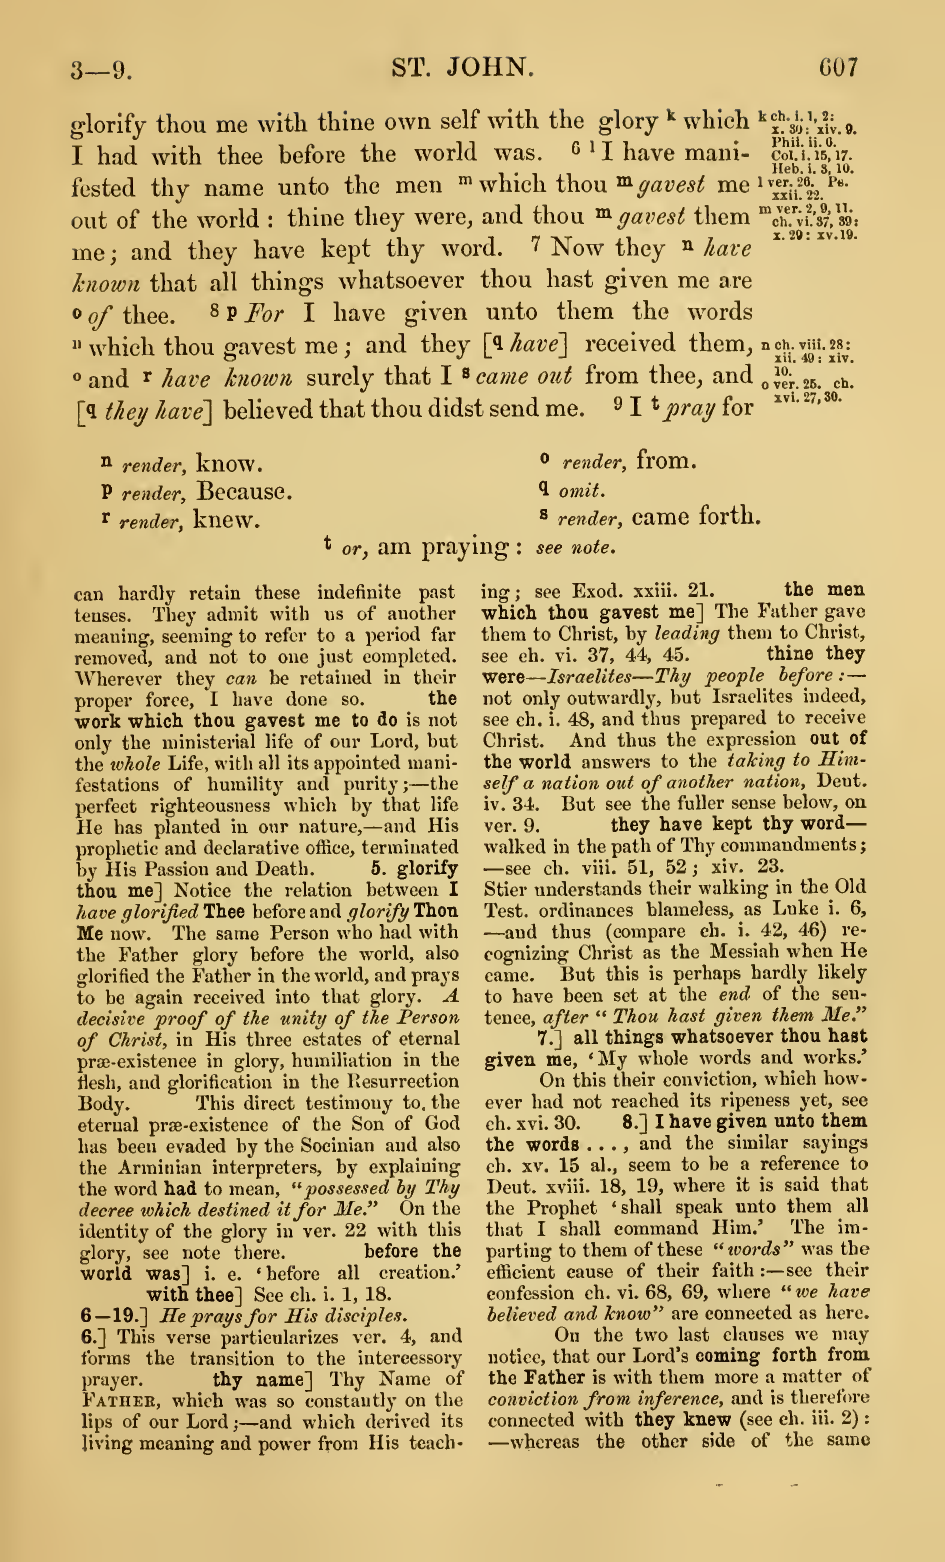 3—9.
ST. JOHN.
607
glorify thou me with thine own self with the glory k which
I had with thee before the world was. 6 l I have mani-
fested thy name unto the men m which thou m gavest me
out of the world : thine they were, and thou m gavest them
me; and they have kept thy word. 7 Now they n have
known that all things whatsoever thou hast given me are
o of thee. 8 p For I have given unto them the words
n which thou gavest me; and they [q have] received them,
o and r have known surely that I s came out from thee, and
[q they have] believed that thou didst send me. 9 I t pray for
k ch. i. 1, 2:
x. 30: xiv. 9.
Phil. ii. 6.
Col. i. 15, 17.
Heb. i. 3, 10.
l ver. 26. Ps.
xxii. 22.
m ver. 2, 9, 11.
ch. vi. 37, 39:
x. 29: xv. 19.
n ch. viii. 28:
xii. 49: xiv.
10.
o ver. 25. ch.
xvi. 27, 30.
n render, know.
o render, from.
p render, Because.
q omit.
r render, knew.
s render, came forth.
t or, am praying : see note.
can hardly retain these indefinite past
tenses. They admit with us of another
meaning, seeming to refer to a period far
removed, and not to one just completed.
Wherever they can be retained in their
proper force, I have done so. the
work which thou gavest me to do is not
only the ministerial life of our Lord, but
the whole Life, with all its appointed mani-
festations of humility and purity;—the
perfect righteousness which by that life
He has planted in our nature,—and His
prophetic and declarative office, terminated
by His Passion and Death. 5. glorify
thou me] Notice the relation between I
have glorified Thee before and glorify Thou
Me now. The same Person who had with
the Father glory before the world, also
glorified the Father in the world, and prays
to be again received into that glory. A
decisive proof of the unity of the Person
of Christ, in His three estates of eternal
præ-existence in glory, humiliation in the
flesh, and glorification in the Resurrection
Body. This direct testimony to the
eternal præ-existence of the Son of God
has been evaded by the Socinian and also
the Arminian interpreters, by explaining
the word had to mean, "possessed by Thy
decree which destined it for Me." On the
identity of the glory in ver. 22 with this
glory, see note there. before the
world was] i. e. 'before all creation.'
with thee] See ch. i. 1, 18.
6—19.] He prays for His disciples.
6.] This verse particularizes ver. 4, and
forms the transition to the intercessory
prayer. thy name] Thy Name of
FATHER, which was so constantly on the
lips of our Lord;—and which derived its
living meaning and power from His teach-
ing; see Exod. xxiii. 21. the men
which thou gavest me] The Father gave
them to Christ, by leading them to Christ,
see ch. vi. 37, 44, 45. thine they
were—Israelites—Thy people before :—
not only outwardly, but Israelites indeed,
see ch. i. 48, and thus prepared to receive
Christ. And thus the expression out of
the world answers to the taking to Him-
self a nation out of another nation, Deut.
iv. 34. But see the fuller sense below, on
ver. 9. they have kept thy word—
walked in the path of Thy commandments;
—see ch. viii. 51, 52; xiv. 23.
Stier understands their walking in the Old
Test. ordinances blameless, as Luke i. 6,
—and thus (compare ch. i. 42, 46) re-
cognizing Christ as the Messiah when He
came. But this is perhaps hardly likely
to have been set at the end of the sen-
tence, after "Thou hast given them Me."
7.] all things whatsoever thou hast
given me, 'My whole words and works.'
On this their conviction, which how-
ever had not reached its ripeness yet, see
ch. xvi. 30. 8.] I have given unto them
the words . . . , and the similar sayings
ch. xv. 15 al., seem to be a reference to
Deut. xviii. 18, 19, where it is said that
the Prophet 'shall speak unto them all
that I shall command Him.' The im-
parting to them of these "words" was the
efficient cause of their faith :—see their
confession ch. vi. 68, 69, where "we have
believed and know" are connected as here.
On the two last clauses we may
notice, that our Lord's coming forth from
the Father is with them more a matter of
conviction from inference, and is therefore
connected with they knew (see ch. iii. 2) :
—whereas the other side of the same